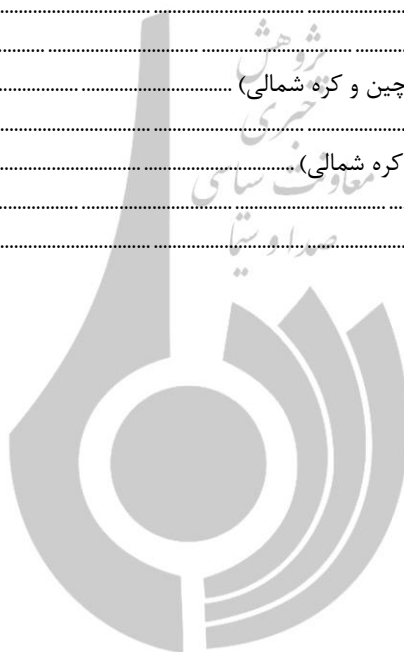 ........................................................................
........................................................................
چین و کره شمالی) ........................................
........................................................................
کره شمالی) ........................................
........................................................................
........................................................................
پژوهش
خبری
معاونت سیاسی
صدا و سیما